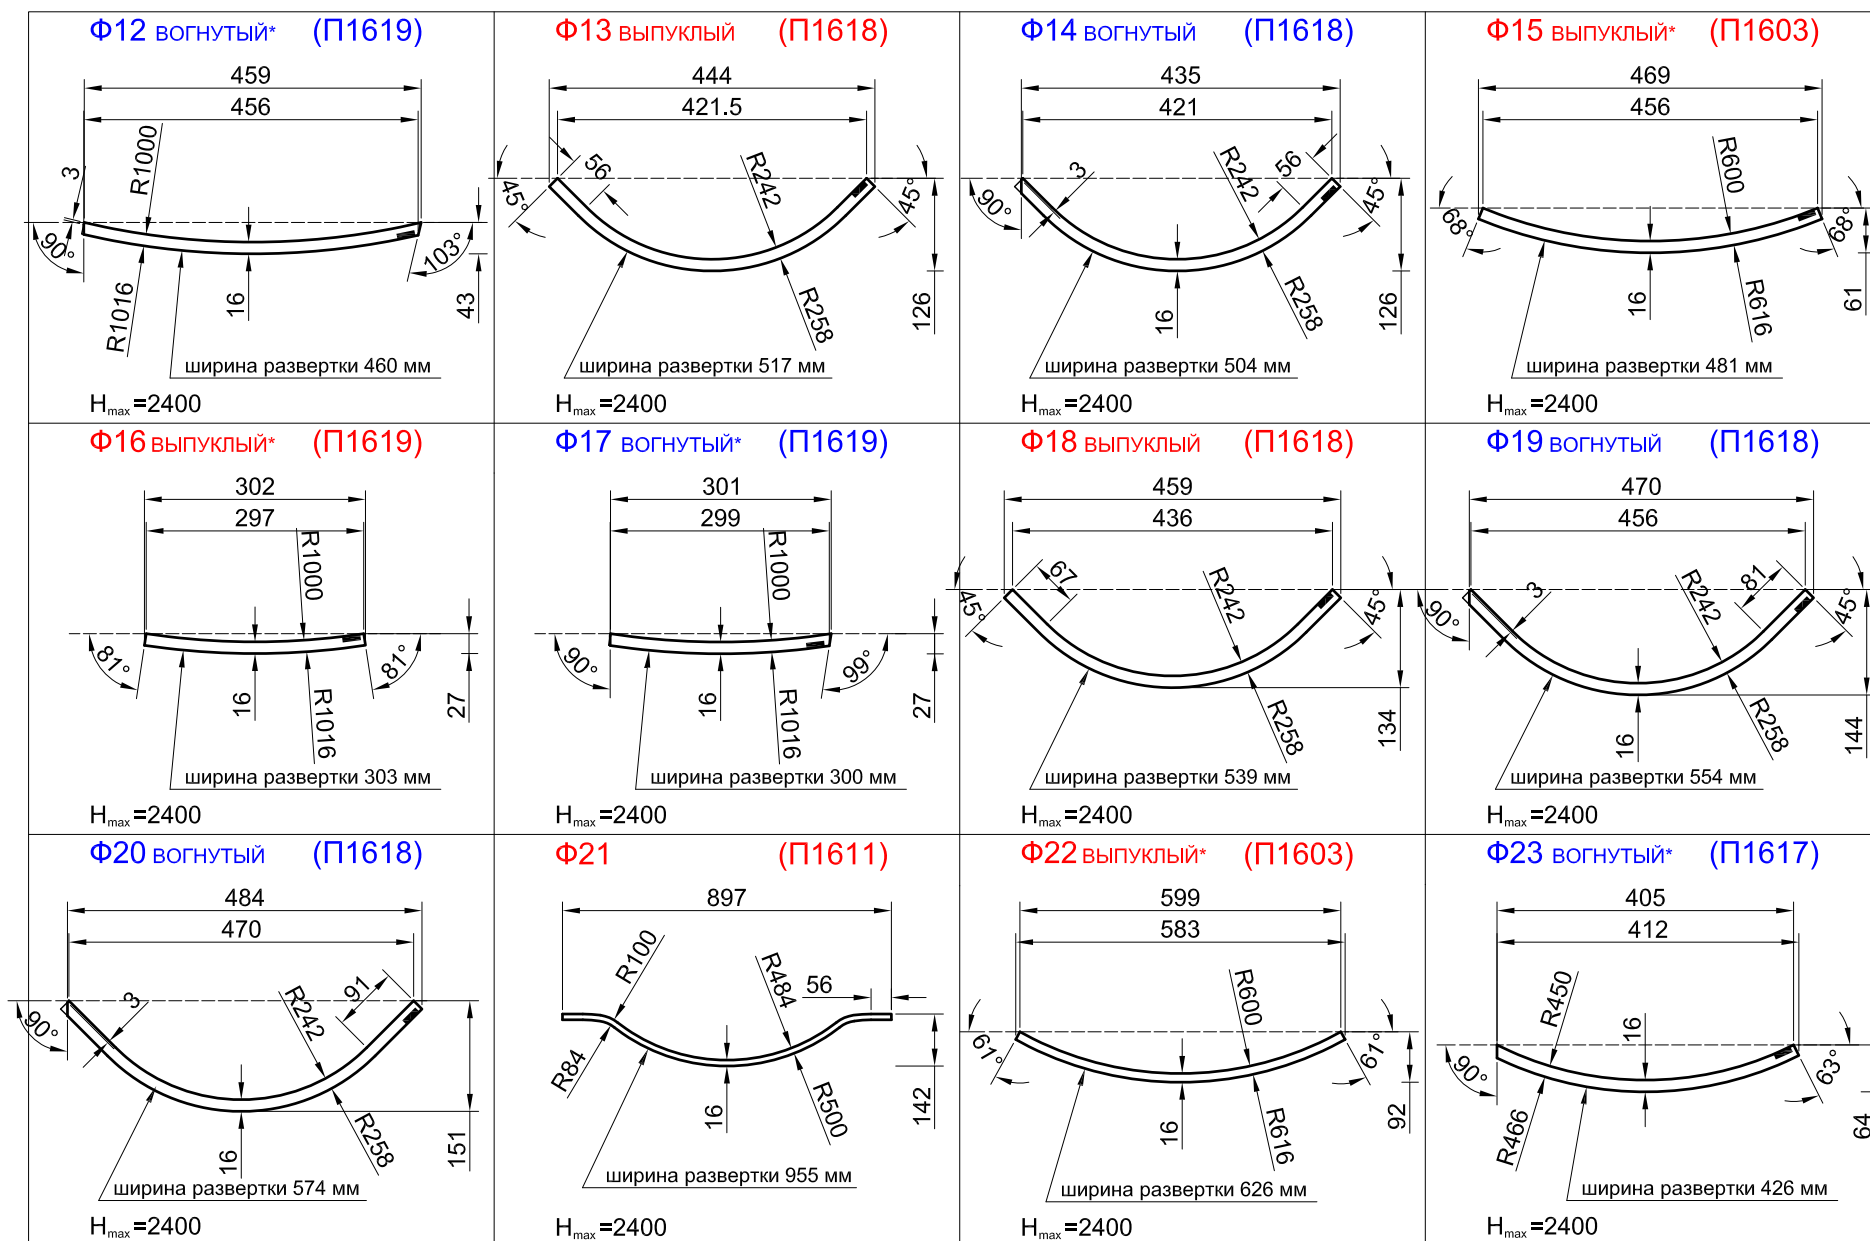 Ф12 ВОГНУТЫЙ* (П1619)
459
456
3
R1000
90°
103°
R1016
16
43
ширина развертки 460 мм
Hmax=2400
Ф13 ВЫПУКЛЫЙ (П1618)
444
421.5
56
R242
45°
45°
R258
126
ширина развертки 517 мм
Hmax=2400
Ф14 ВОГНУТЫЙ (П1618)
435
421
3
R242
56
90°
45°
16
R258
126
ширина развертки 504 мм
Hmax=2400
Ф15 ВЫПУКЛЫЙ* (П1603)
469
456
R600
68°
68°
16
R616
61
ширина развертки 481 мм
Hmax=2400
Ф16 ВЫПУКЛЫЙ* (П1619)
302
297
R1000
81°
81°
16
R1016
27
ширина развертки 303 мм
Hmax=2400
Ф17 ВОГНУТЫЙ* (П1619)
301
299
R1000
90°
99°
16
R1016
27
ширина развертки 300 мм
Hmax=2400
Ф18 ВЫПУКЛЫЙ (П1618)
459
436
67
R242
45°
45°
R258
134
ширина развертки 539 мм
Hmax=2400
Ф19 ВОГНУТЫЙ (П1618)
470
456
3
R242
81
90°
45°
16
R258
144
ширина развертки 554 мм
Hmax=2400
Ф20 ВОГНУТЫЙ (П1618)
484
470
3
R242
91
90°
16
R258
151
ширина развертки 574 мм
Hmax=2400
Ф21 (П1611)
897
R100
R484
56
R84
16
R500
142
ширина развертки 955 мм
Hmax=2400
Ф22 ВЫПУКЛЫЙ* (П1603)
599
583
R600
61°
61°
16
R616
92
ширина развертки 626 мм
Hmax=2400
Ф23 ВОГНУТЫЙ* (П1617)
405
412
R450
16
90°
63°
R466
64
ширина развертки 426 мм
Hmax=2400